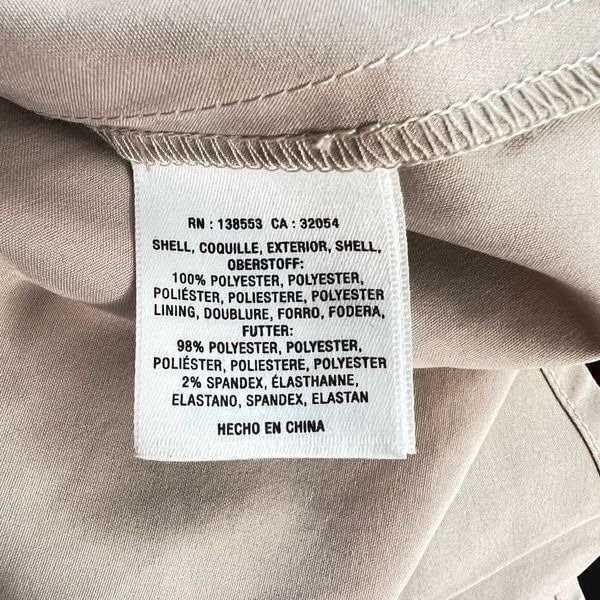 RN : 138553 CA : 32054
SHELL, COQUILLE, EXTERIOR, SHELL,
OBERSTOFF:
100% POLYESTER, POLYESTER,
POLIÉSTER, POLIESTERE, POLYESTER
LINING, DOUBLURE, FORRO, FODERA,
FUTTER:
98% POLYESTER, POLYESTER,
POLIÉSTER, POLIESTERE, POLYESTER
2% SPANDEX, ÉLASTHANNE,
ELASTANO, SPANDEX, ELASTAN
HECHO EN CHINA